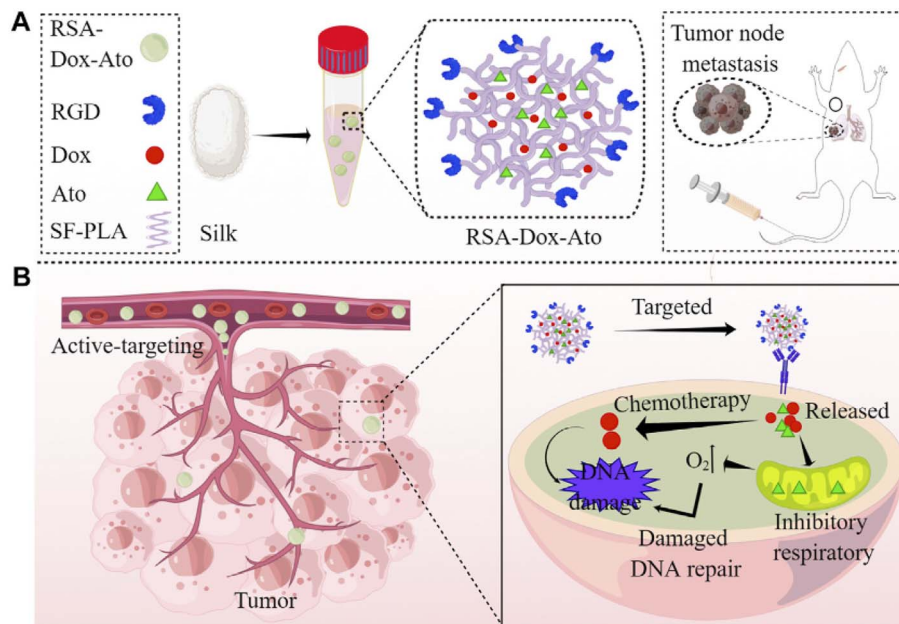 A
RSA-
Dox-Ato
RGD
Dox
Ato
SF-PLA
Silk
RSA-Dox-Ato
Tumor node
metastasis
B
Active-targeting
Tumor
Targeted
Chemotherapy
Released
O₂
DNA
damage
Damaged
DNA repair
Inhibitory
respiratory